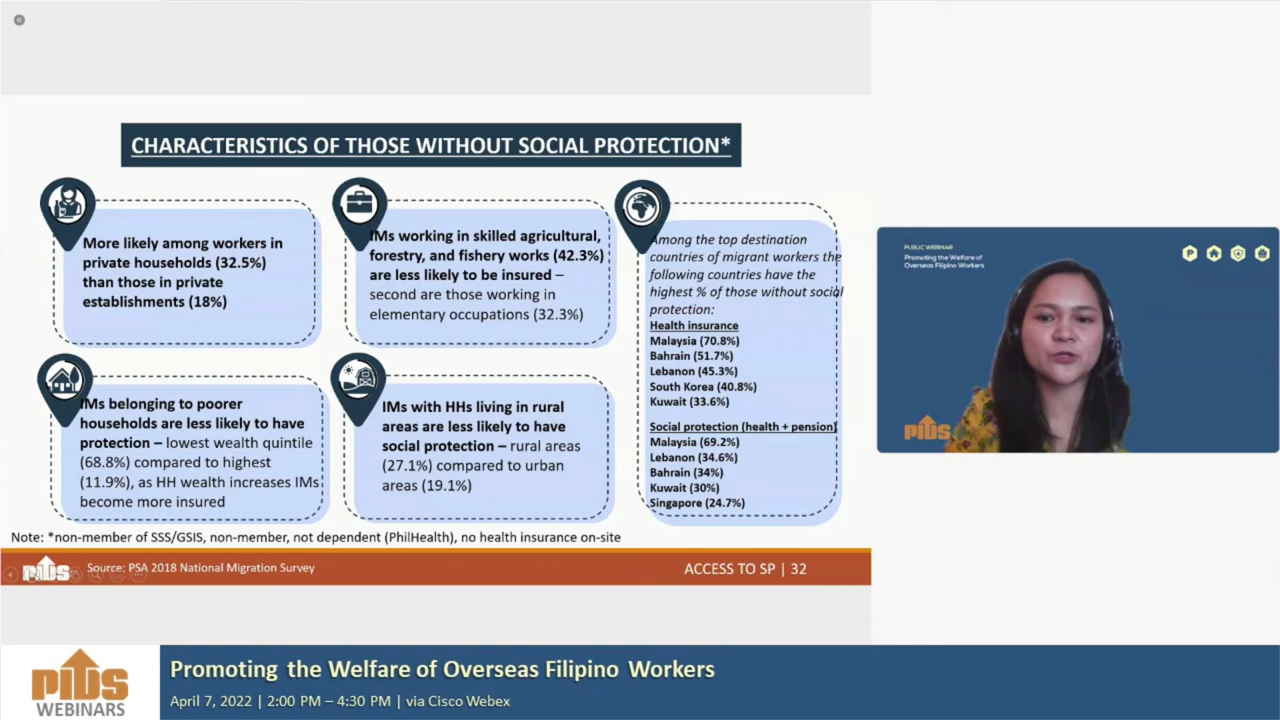 CHARACTERISTICS OF THOSE WITHOUT SOCIAL PROTECTION*
More likely among workers in
private households (32.5%)
than those in private
establishments (18%)
IMs working in skilled agricultural,
forestry, and fishery works (42.3%)
are less likely to be insured –
second are those working in
elementary occupations (32.3%)
Among the top destination
countries of migrant workers the
following countries have the
highest % of those without social
protection:
Health insurance
Malaysia (70.8%)
Bahrain (51.7%)
Lebanon (45.3%)
South Korea (40.8%)
Kuwait (33.6%)
Social protection (health + pension)
Malaysia (69.2%)
Lebanon (34.6%)
Bahrain (34%)
Kuwait (30%)
Singapore (24.7%)
IMs belonging to poorer
households are less likely to have
protection – lowest wealth quintile
(68.8%) compared to highest
(11.9%), as HH wealth increases IMs
become more insured
IMs with HHs living in rural
areas are less likely to have
social protection – rural areas
(27.1%) compared to urban
areas (19.1%)
Note: *non-member of SSS/GSIS, non-member, not dependent (PhilHealth), no health insurance on-site
PIDS
Source: PSA 2018 National Migration Survey
ACCESS TO SP | 32
PUBLIC WEBINAR
Promoting the Welfare of
Overseas Filipino Workers
P
PIDS
PIDS
WEBINARS
Promoting the Welfare of Overseas Filipino Workers
April 7, 2022 | 2:00 PM – 4:30 PM | via Cisco Webex